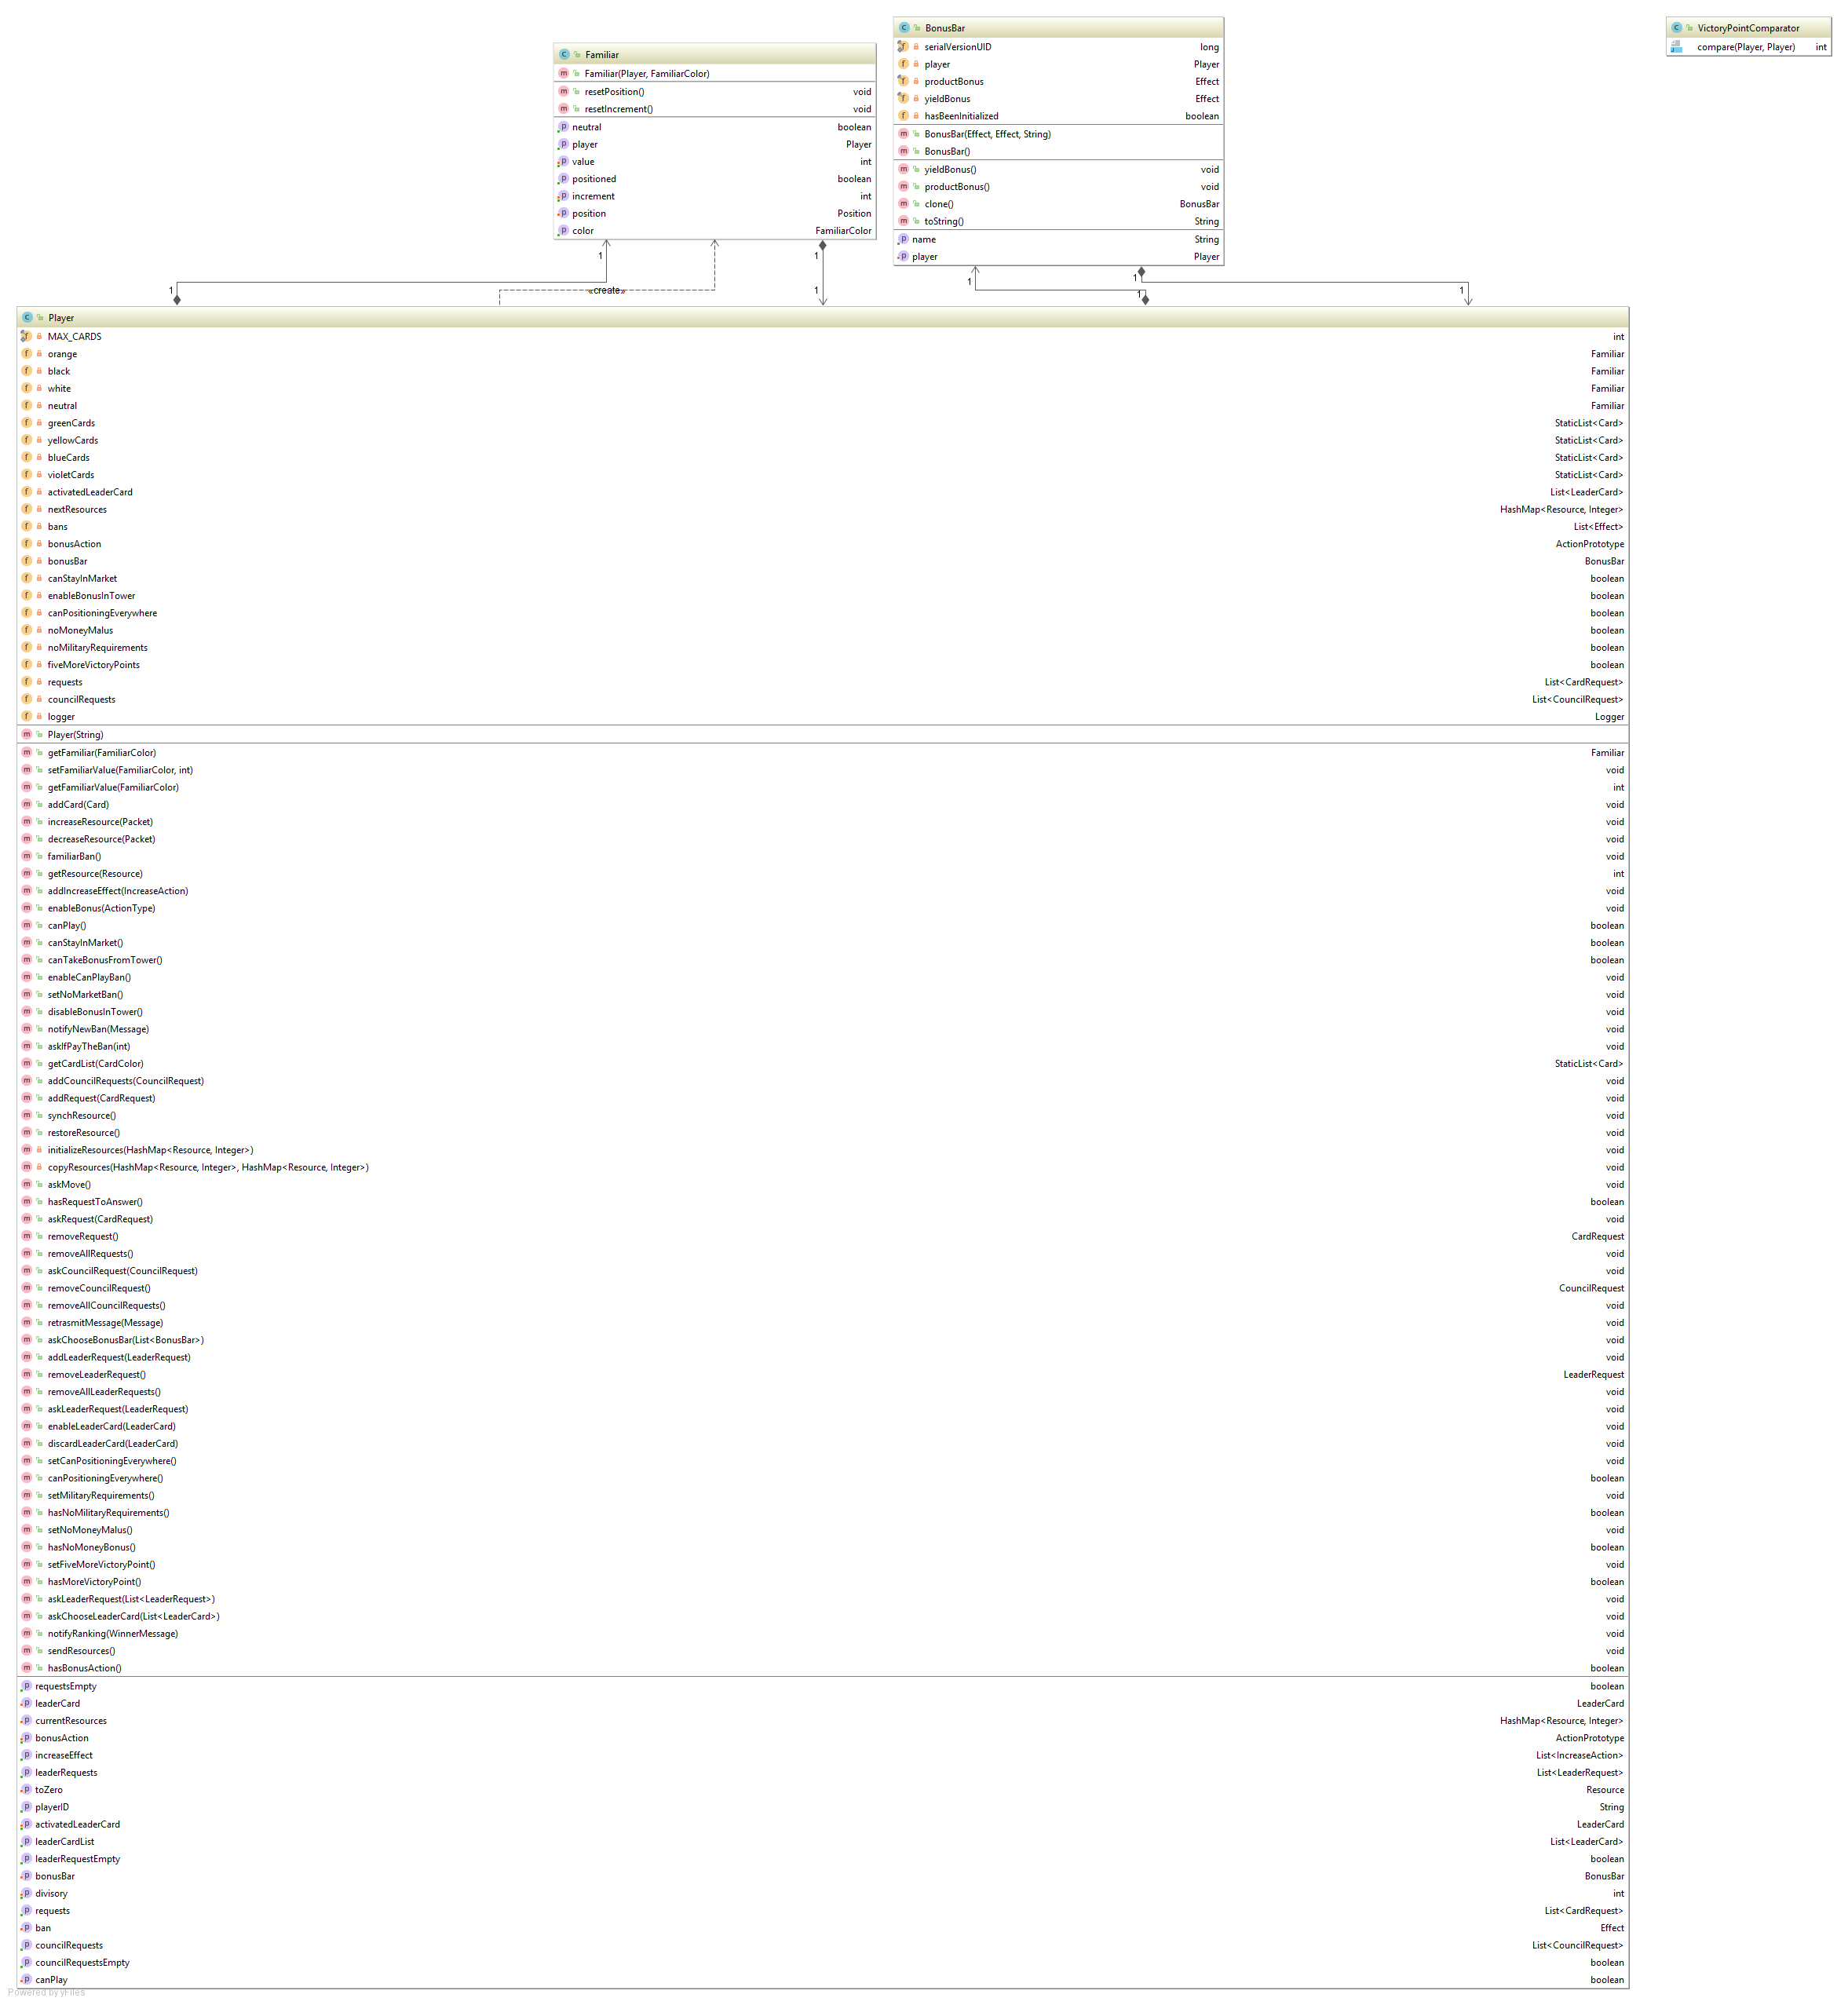 BonusBar
VictoryPointComparator
serialVersionUID long
compare(Player, Player) int
Familiar
player Player
Familiar(Player, FamiliarColor)
productBonus Effect
resetPosition() void
yieldBonus Effect
resetIncrement() void
hasBeenInitialized boolean
neutral boolean
BonusBar(Effect, Effect, String)
player Player
BonusBar()
value int
yieldBonus() void
positioned boolean
productBonus() void
increment int
clone() BonusBar
position Position
toString() String
color FamiliarColor
name String
player Player
1
1
1
1
«create»
1
1
1
1
Player
MAX_CARDS int
orange Familiar
black Familiar
white Familiar
neutral Familiar
greenCards StaticList<Card>
yellowCards StaticList<Card>
blueCards StaticList<Card>
violetCards StaticList<Card>
activatedLeaderCard List<LeaderCard>
nextResources HashMap<Resource, Integer>
bans List<Effect>
bonusAction ActionPrototype
bonusBar BonusBar
canStayInMarket boolean
enableBonusInTower boolean
canPositioningEverywhere boolean
noMoneyMalus boolean
noMilitaryRequirements boolean
fiveMoreVictoryPoints boolean
requests List<CardRequest>
councilRequests List<CouncilRequest>
logger Logger
Player(String)
getFamiliar(FamiliarColor) Familiar
setFamiliarValue(FamiliarColor, int) void
getFamiliarValue(FamiliarColor) int
addCard(Card) void
increaseResource(Packet) void
decreaseResource(Packet) void
familiarBan() void
getResource(Resource) int
addIncreaseEffect(IncreaseAction) void
enableBonus(ActionType) void
canPlay() boolean
canStayInMarket() boolean
canTakeBonusFromTower() boolean
enableCanPlayBan() void
setNoMarketBan() void
disableBonusInTower() void
notifyNewBan(Message) void
askIfPayTheBan(int) void
getCardList(CardColor) StaticList<Card>
addCouncilRequests(CouncilRequest) void
addRequest(CardRequest) void
synchResource() void
restoreResource() void
initializeResources(HashMap<Resource, Integer>) void
copyResources(HashMap<Resource, Integer>, HashMap<Resource, Integer>) void
askMove() void
hasRequestToAnswer() boolean
askRequest(CardRequest) void
removeRequest() CardRequest
removeAllRequests() void
askCouncilRequest(CouncilRequest) void
removeCouncilRequest() CouncilRequest
removeAllCouncilRequests() void
retrasmitMessage(Message) void
askChooseBonusBar(List<BonusBar>) void
addLeaderRequest(LeaderRequest) void
removeLeaderRequest() LeaderRequest
removeAllLeaderRequests() void
askLeaderRequest(LeaderRequest) void
enableLeaderCard(LeaderCard) void
discardLeaderCard(LeaderCard) void
setCanPositioningEverywhere() void
canPositioningEverywhere() boolean
setMilitaryRequirements() void
hasNoMilitaryRequirements() boolean
setNoMoneyMalus() void
hasNoMoneyBonus() boolean
setFiveMoreVictoryPoint() void
hasMoreVictoryPoint() boolean
askLeaderRequest(List<LeaderRequest>) void
askChooseLeaderCard(List<LeaderCard>) void
notifyRanking(WinnerMessage) void
sendResources() void
hasBonusAction() boolean
requestsEmpty boolean
leaderCard LeaderCard
currentResources HashMap<Resource, Integer>
bonusAction ActionPrototype
increaseEffect List<IncreaseAction>
leaderRequests List<LeaderRequest>
toZero Resource
playerID String
activatedLeaderCard LeaderCard
leaderCardList List<LeaderCard>
leaderRequestEmpty boolean
bonusBar BonusBar
divisory int
requests List<CardRequest>
ban Effect
councilRequests List<CouncilRequest>
councilRequestsEmpty boolean
canPlay boolean
Powered by yFiles